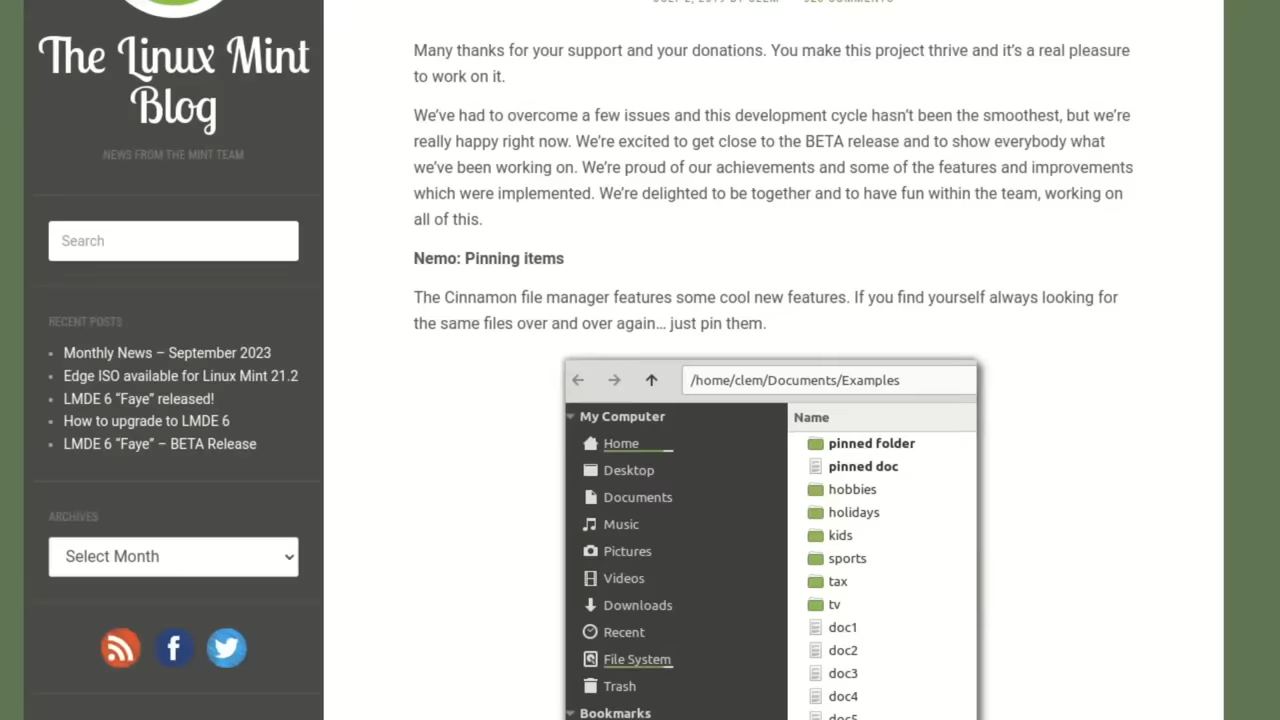 The Linux Mint
Blog
NEWS FROM THE MINT TEAM
Search
RECENT POSTS
Monthly News – September 2023
Edge ISO available for Linux Mint 21.2
LMDE 6 “Faye” released!
How to upgrade to LMDE 6
LMDE 6 “Faye” – BETA Release
ARCHIVES
Select Month
Many thanks for your support and your donations. You make this project thrive and it’s a real pleasure
to work on it.
We’ve had to overcome a few issues and this development cycle hasn’t been the smoothest, but we’re
really happy right now. We’re excited to get close to the BETA release and to show everybody what
we’ve been working on. We’re proud of our achievements and some of the features and improvements
which were implemented. We’re delighted to be together and to have fun within the team, working on
all of this.
Nemo: Pinning items
The Cinnamon file manager features some cool new features. If you find yourself always looking for
the same files over and over again… just pin them.
/home/clem/Documents/Examples
My Computer
Home
Desktop
Documents
Music
Pictures
Videos
Downloads
Recent
File System
Trash
Bookmarks
Name
pinned folder
pinned doc
hobbies
holidays
kids
sports
tax
tv
doc1
doc2
doc3
doc4
doc5